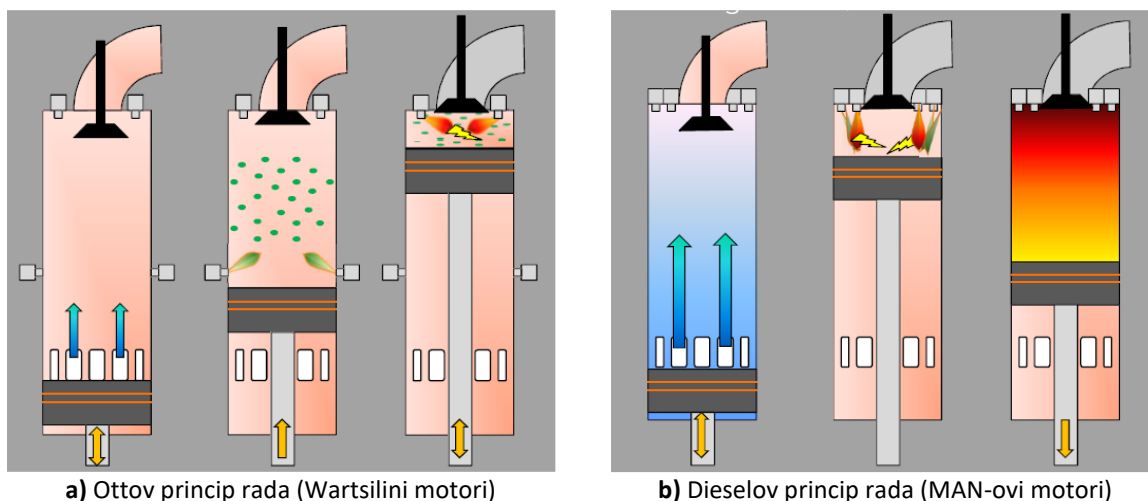 a) Ottov princip rada (Wartsilini motori)
b) Dieselov princip rada (MAN-ovi motori)